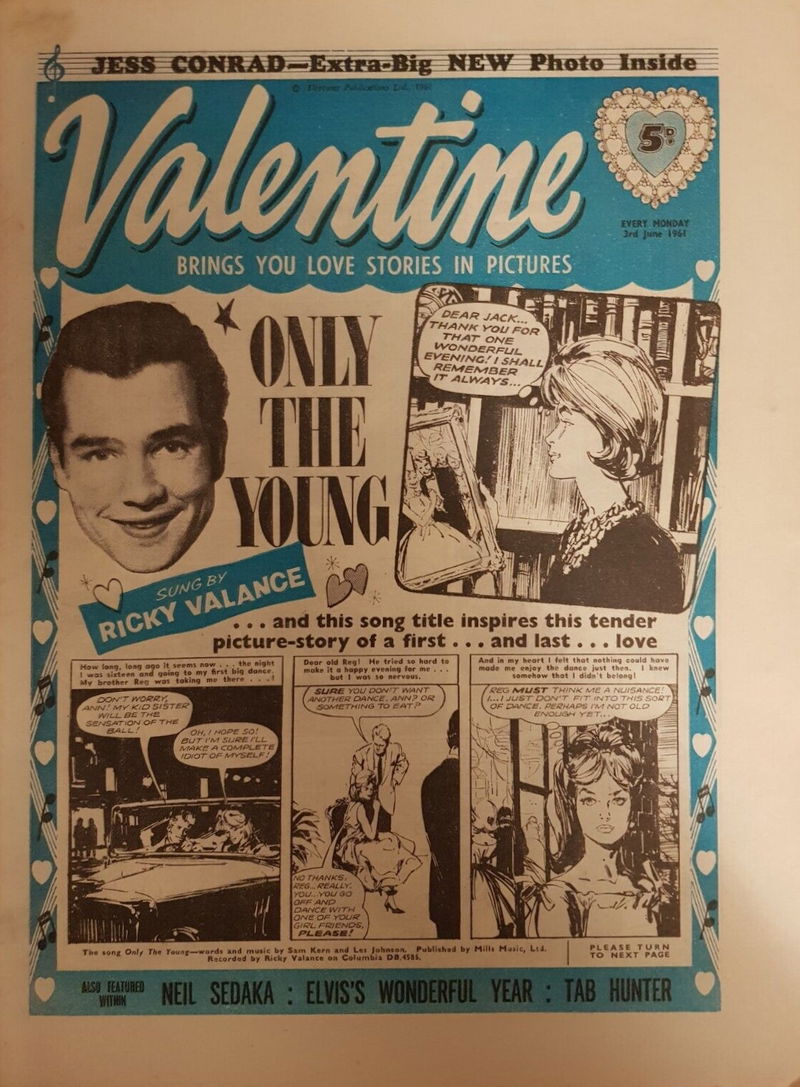 JESS CONRAD—Extra-Big NEW Photo Inside
© Fleetway Publications Ltd., 1961
Valentine
5D.
EVERY MONDAY
3rd June 1961
BRINGS YOU LOVE STORIES IN PICTURES
ONLY
THE
YOUNG
SUNG BY
RICKY VALANCE
DEAR JACK...
THANK YOU FOR
THAT ONE
WONDERFUL
EVENING! I SHALL
REMEMBER
IT ALWAYS...
. . . and this song title inspires this tender
picture-story of a first . . . and last . . . love
How long, long ago it seems now . . . the night
I was sixteen and going to my first big dance.
My brother Reg was taking me there . . . !
DON'T WORRY,
ANN! MY KID SISTER
WILL BE THE
SENSATION OF THE
BALL!
OH, I HOPE SO!
BUT I'M SURE I'LL
MAKE A COMPLETE
IDIOT OF MYSELF!
Dear old Reg! He tried so hard to
make it a happy evening for me . . .
but I was so nervous.
SURE YOU DON'T WANT
ANOTHER DANCE, ANN? OR
SOMETHING TO EAT?
NO THANKS,
REG... REALLY.
YOU...YOU GO
OFF AND
DANCE WITH
ONE OF YOUR
GIRL FRIENDS,
PLEASE!
And in my heart I felt that nothing could have
made me enjoy the dance just then. I knew
somehow that I didn't belong!
REG MUST THINK ME A NUISANCE!
I...I JUST DON'T FIT INTO THIS SORT
OF DANCE. PERHAPS I'M NOT OLD
ENOUGH YET...
The song Only The Young—words and music by Sam Kern and Les Johnson. Published by Mills Music, Ltd.
Recorded by Ricky Valance on Columbia DB.4586.
PLEASE TURN
TO NEXT PAGE
ALSO FEATURED
WITHIN
NEIL SEDAKA : ELVIS'S WONDERFUL YEAR : TAB HUNTER